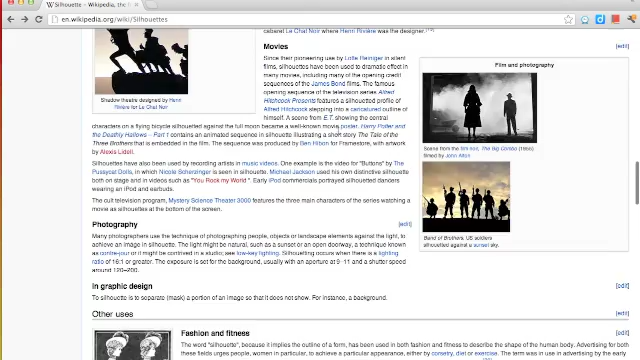 Silhouettes – Wikipedia, the f
en.wikipedia.org/wiki/Silhouettes
cabaret Le Chat Noir where Henri Rivière was the designer.
Movies
[edit]
Since their pioneering use by Lotte Reiniger in silent
films, silhouettes have been used to dramatic effect in
many movies, including many of the opening credit
sequences of the James Bond films. The famous
opening sequence of the television series Alfred
Hitchcock Presents features a silhouetted profile of
Alfred Hitchcock stepping into a caricatured outline of
himself. A scene from E.T. showing the central
Shadow theatre designed by Henri
Rivière for Le Chat Noir
characters on a flying bicycle silhouetted against the full moon became a well-known movie poster. Harry Potter and
the Deathly Hallows – Part 1 contains an animated sequence in silhouette illustrating a short story The Tale of the
Three Brothers that is embedded in the film. The sequence was produced by Ben Hibon for Framestore, with artwork
by Alexis Lidell.
Silhouettes have also been used by recording artists in music videos. One example is the video for "Buttons" by The
Pussycat Dolls, in which Nicole Scherzinger is seen in silhouette. Michael Jackson used his own distinctive silhouette
both on stage and in videos such as "You Rock my World". Early iPod commercials portrayed silhouetted dancers
wearing an iPod and earbuds.
The cult television program, Mystery Science Theater 3000 features the three main characters of the series watching a
movie as silhouettes at the bottom of the screen.
Film and photography
Scene from the film noir, The Big Combo (1955)
filmed by John Alton
Band of Brothers, US soldiers
silhouetted against a sunset sky.
Photography
[edit]
Many photographers use the technique of photographing people, objects or landscape elements against the light, to
achieve an image in silhouette. The light might be natural, such as a sunset or an open doorway, a technique known
as contre-jour or it might be contrived in a studio; see low-key lighting. Silhouetting occurs when there is a lighting
ratio of 16:1 or greater. The exposure is set for the background, usually with an aperture at 9–11 and a shutter speed
around 120–200.
In graphic design
[edit]
To silhouette is to separate (mask) a portion of an image so that it does not show. For instance, a background.
Other uses
[edit]
Fashion and fitness
[edit]
The word "silhouette", because it implies the outline of a form, has been used in both fashion and fitness to describe the shape of the human body. Advertising for both
these fields urges people, women in particular, to achieve a particular appearance, either by corsetry, diet or exercise. The term was in use in advertising by the early